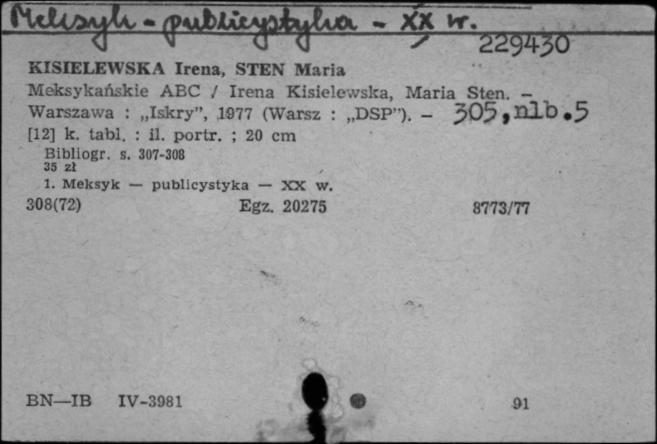 Meksyk - publicystyka - XX w.
229430
KISIELEWSKA Irena, STEN Maria
Meksykańskie ABC / Irena Kisielewska, Maria Sten. —
Warszawa : „Iskry”, 1977 (Warsz : „DSP”). — 305, nlb. 5
[12] k. tabl. : il. portr. ; 20 cm
Bibliogr. s. 307-308
35 zł
1. Meksyk — publicystyka — XX w.
308(72) Egz. 20275 8773/77
BN—IB IV-3981 91